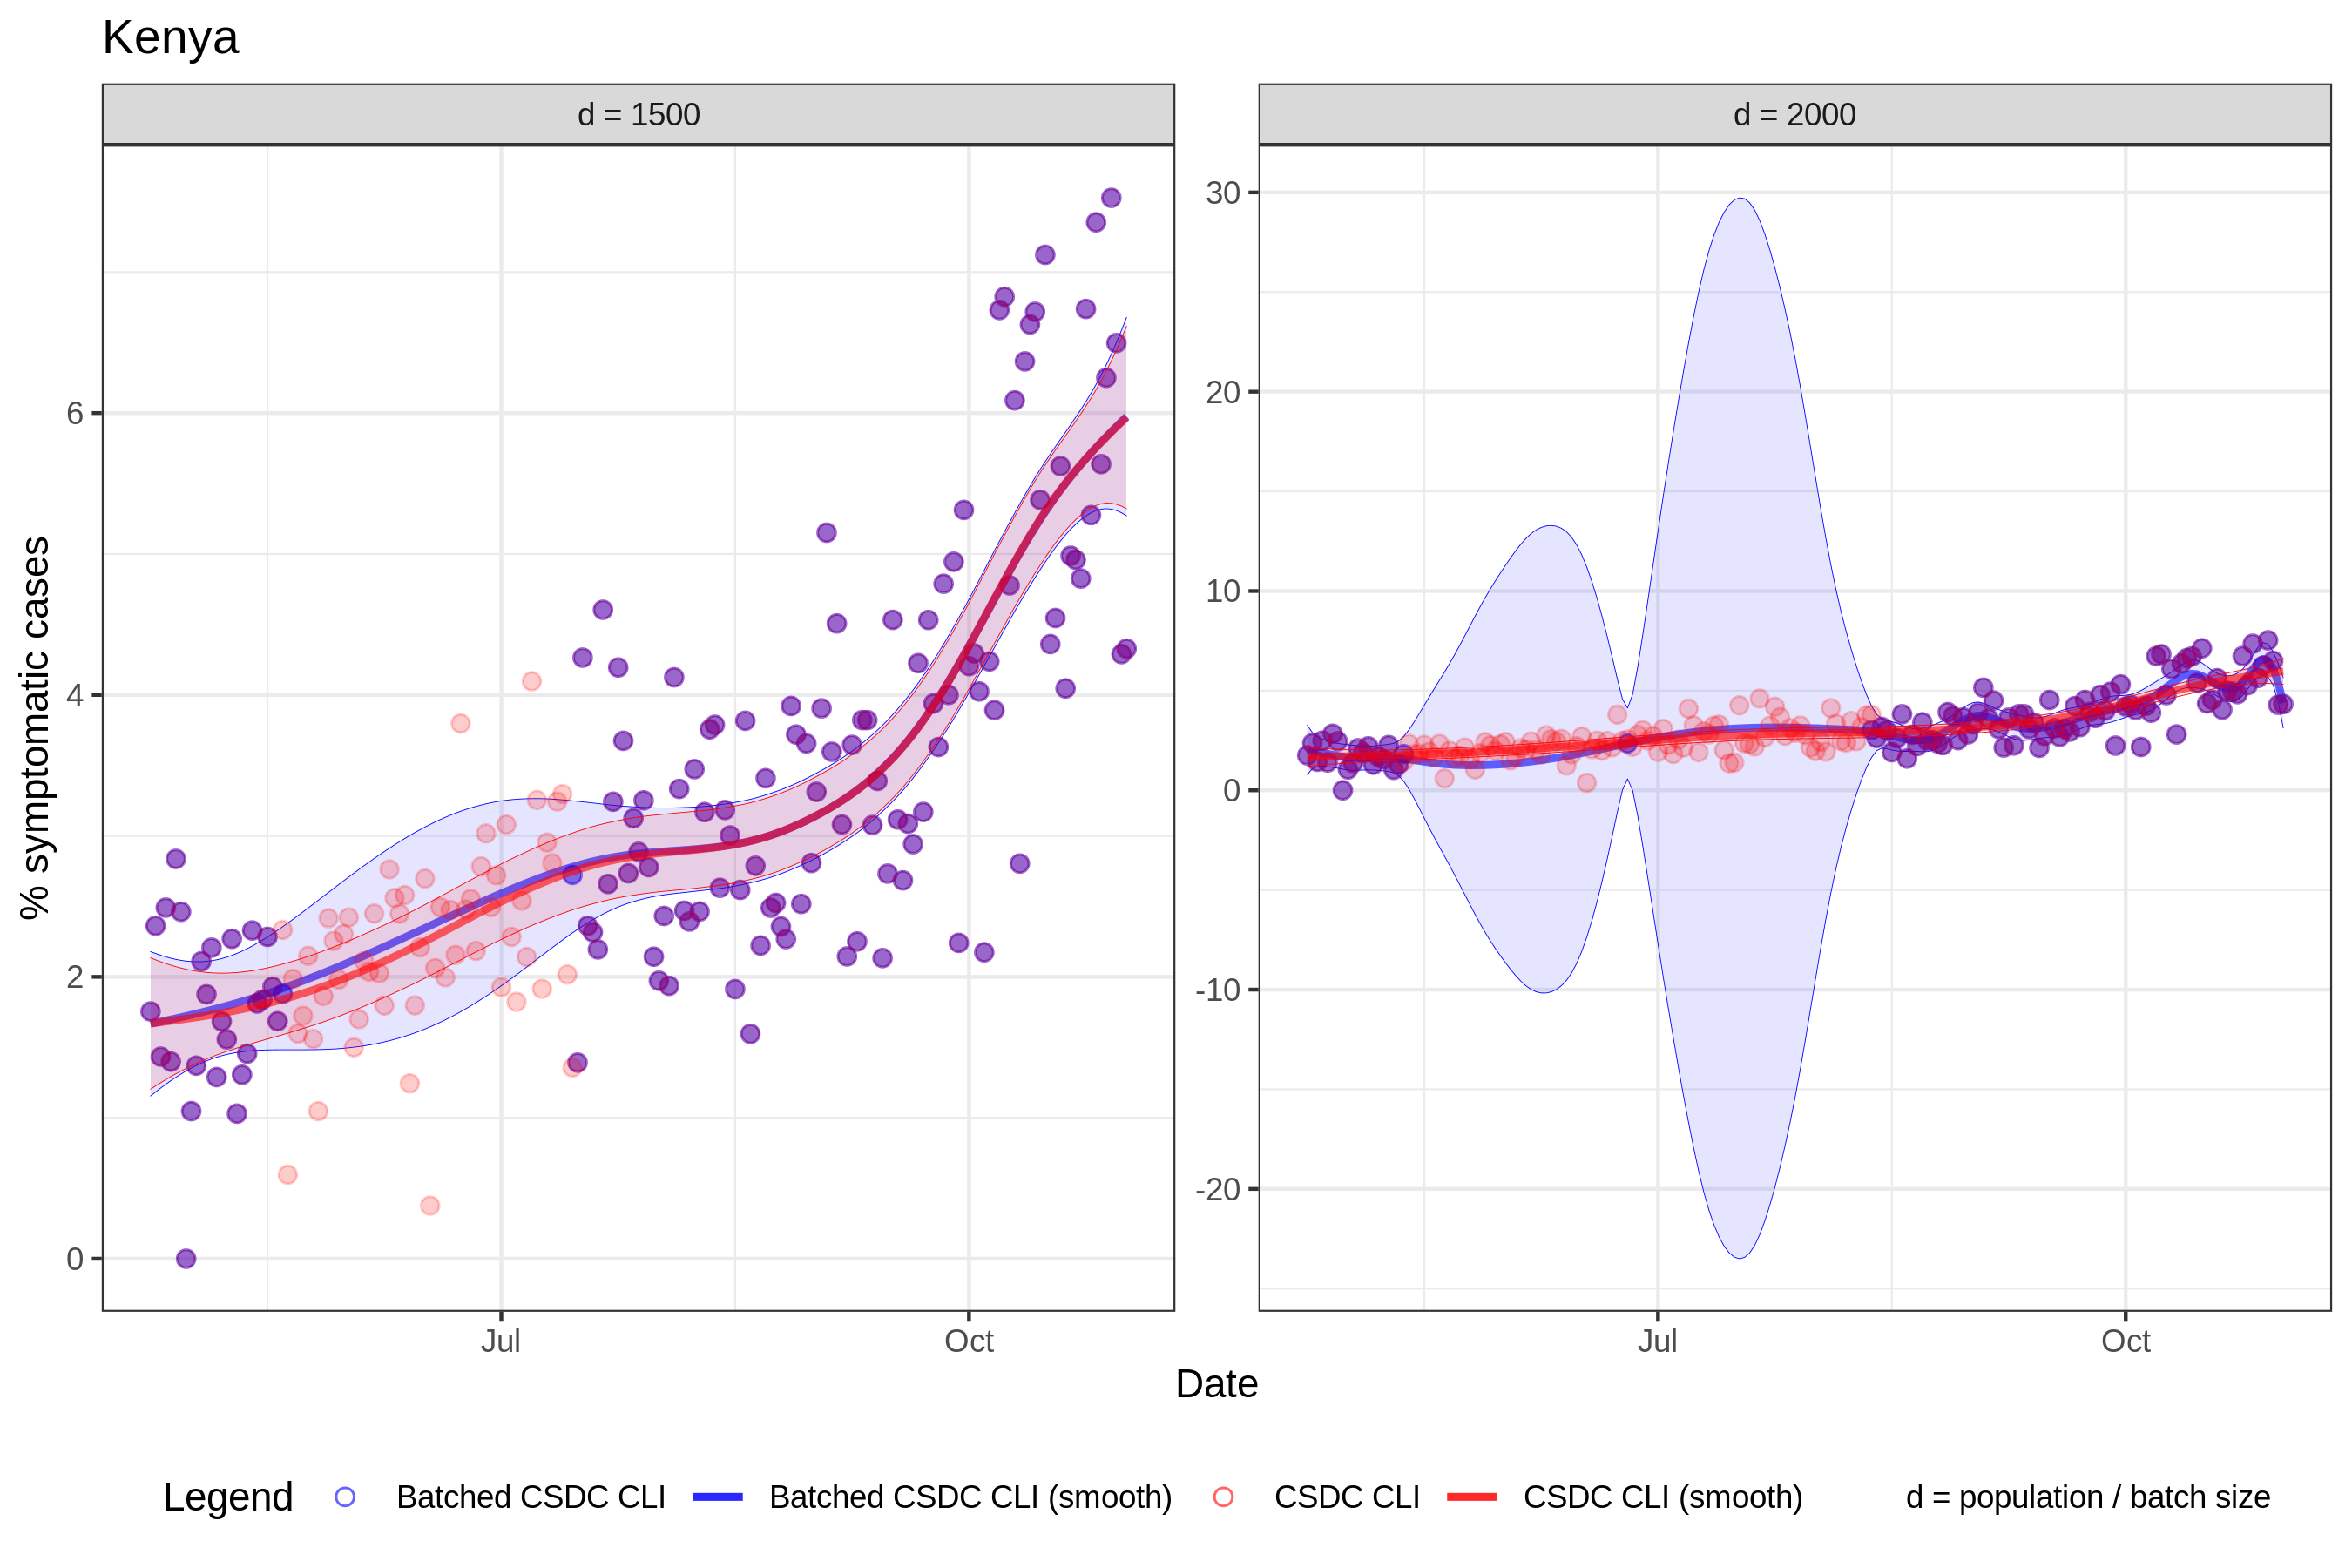 Kenya
d = 1500
d = 2000
% symptomatic cases
6
4
2
0
30
20
10
0
-10
-20
Jul
Oct
Jul
Oct
Date
Legend
Batched CSDC CLI
Batched CSDC CLI (smooth)
CSDC CLI
CSDC CLI (smooth)
d = population / batch size